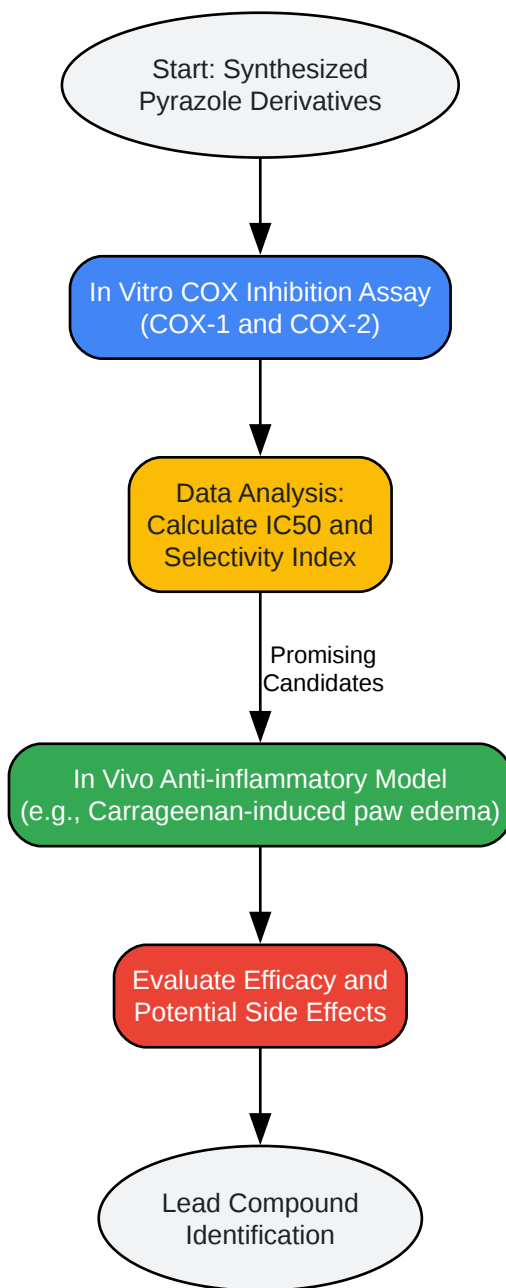 Start: Synthesized
Pyrazole Derivatives
In Vitro COX Inhibition Assay
(COX-1 and COX-2)
Data Analysis:
Calculate IC50 and
Selectivity Index
Promising
Candidates
In Vivo Anti-inflammatory Model
(e.g., Carrageenan-induced paw edema)
Evaluate Efficacy and
Potential Side Effects
Lead Compound
Identification